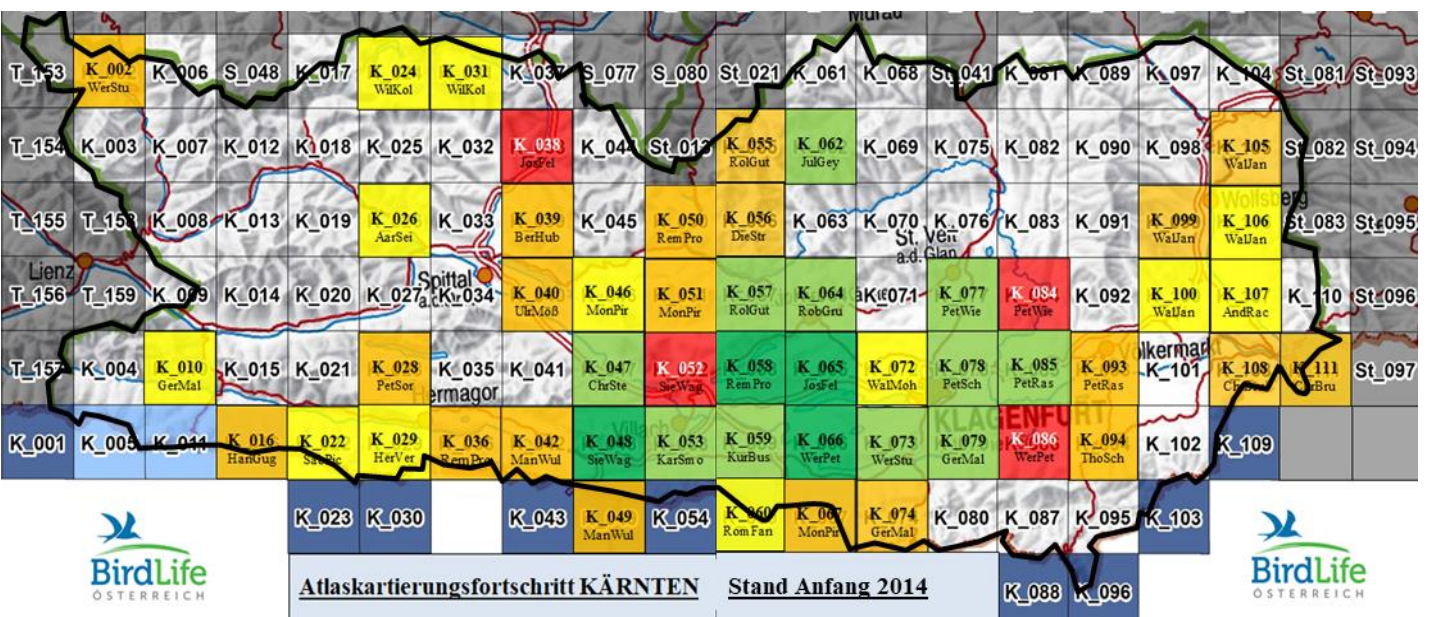 Murau
T_153 K_002 K_006 S_048 K_017 K_024 K_031 K_037 S_077 S_080 St_021 K_061 K_068 St_041 K_081 K_089 K_097 K_104 St_081 St_093
WerStu WilKol WilKol
T_154 K_003 K_007 K_012 K_018 K_025 K_032 K_038 K_044 St_013 K_055 K_062 K_069 K_075 K_082 K_090 K_098 K_105 St_082 St_094
JosFel RolGut JulGey WalJan
Wolfsberg
T_155 T_158 K_008 K_013 K_019 K_026 K_033 K_039 K_045 K_050 K_056 K_063 K_070 K_076 K_083 K_091 K_099 K_106 St_083 St_095
AarSei BerHub RemPro DieStr WalJan WalJan
St. Veit
a.d. Glan
Lienz Spittal
T_156 T_159 K_009 K_014 K_020 K_027 K_034 K_040 K_046 K_051 K_057 K_064 K_071 K_077 K_084 K_092 K_100 K_107 K_110 St_096
UlrMöß MonPir MonPir RolGut RobGru PetWie PetWie WalJan AndRac
Völkermarkt
T_157 K_004 K_010 K_015 K_021 K_028 K_035 K_041 K_047 K_052 K_058 K_065 K_072 K_078 K_085 K_093 K_101 K_108 K_111 St_097
GerMal PetSor ChrSte SieWag RemPro JosFel WalMoh PetSch PetRas PetRas ChrBru ChrBru
Hermagor
KLAGENFURT
Villach
K_001 K_005 K_011 K_016 K_022 K_029 K_036 K_042 K_048 K_053 K_059 K_066 K_073 K_079 K_086 K_094 K_102 K_109
HanGug HerVer RemPro ManWul SieWag KarSmo KurBus WerPet WerStu GerMal WerPet ThoSch
K_023 K_030 K_043 K_049 K_054 K_060 K_067 K_074 K_080 K_087 K_095 K_103
ManWul RomFan MonPir GerMal
BirdLife
ÖSTERREICH
Atlaskartierungsfortschritt KÄRNTEN Stand Anfang 2014
K_088 K_096
BirdLife
ÖSTERREICH